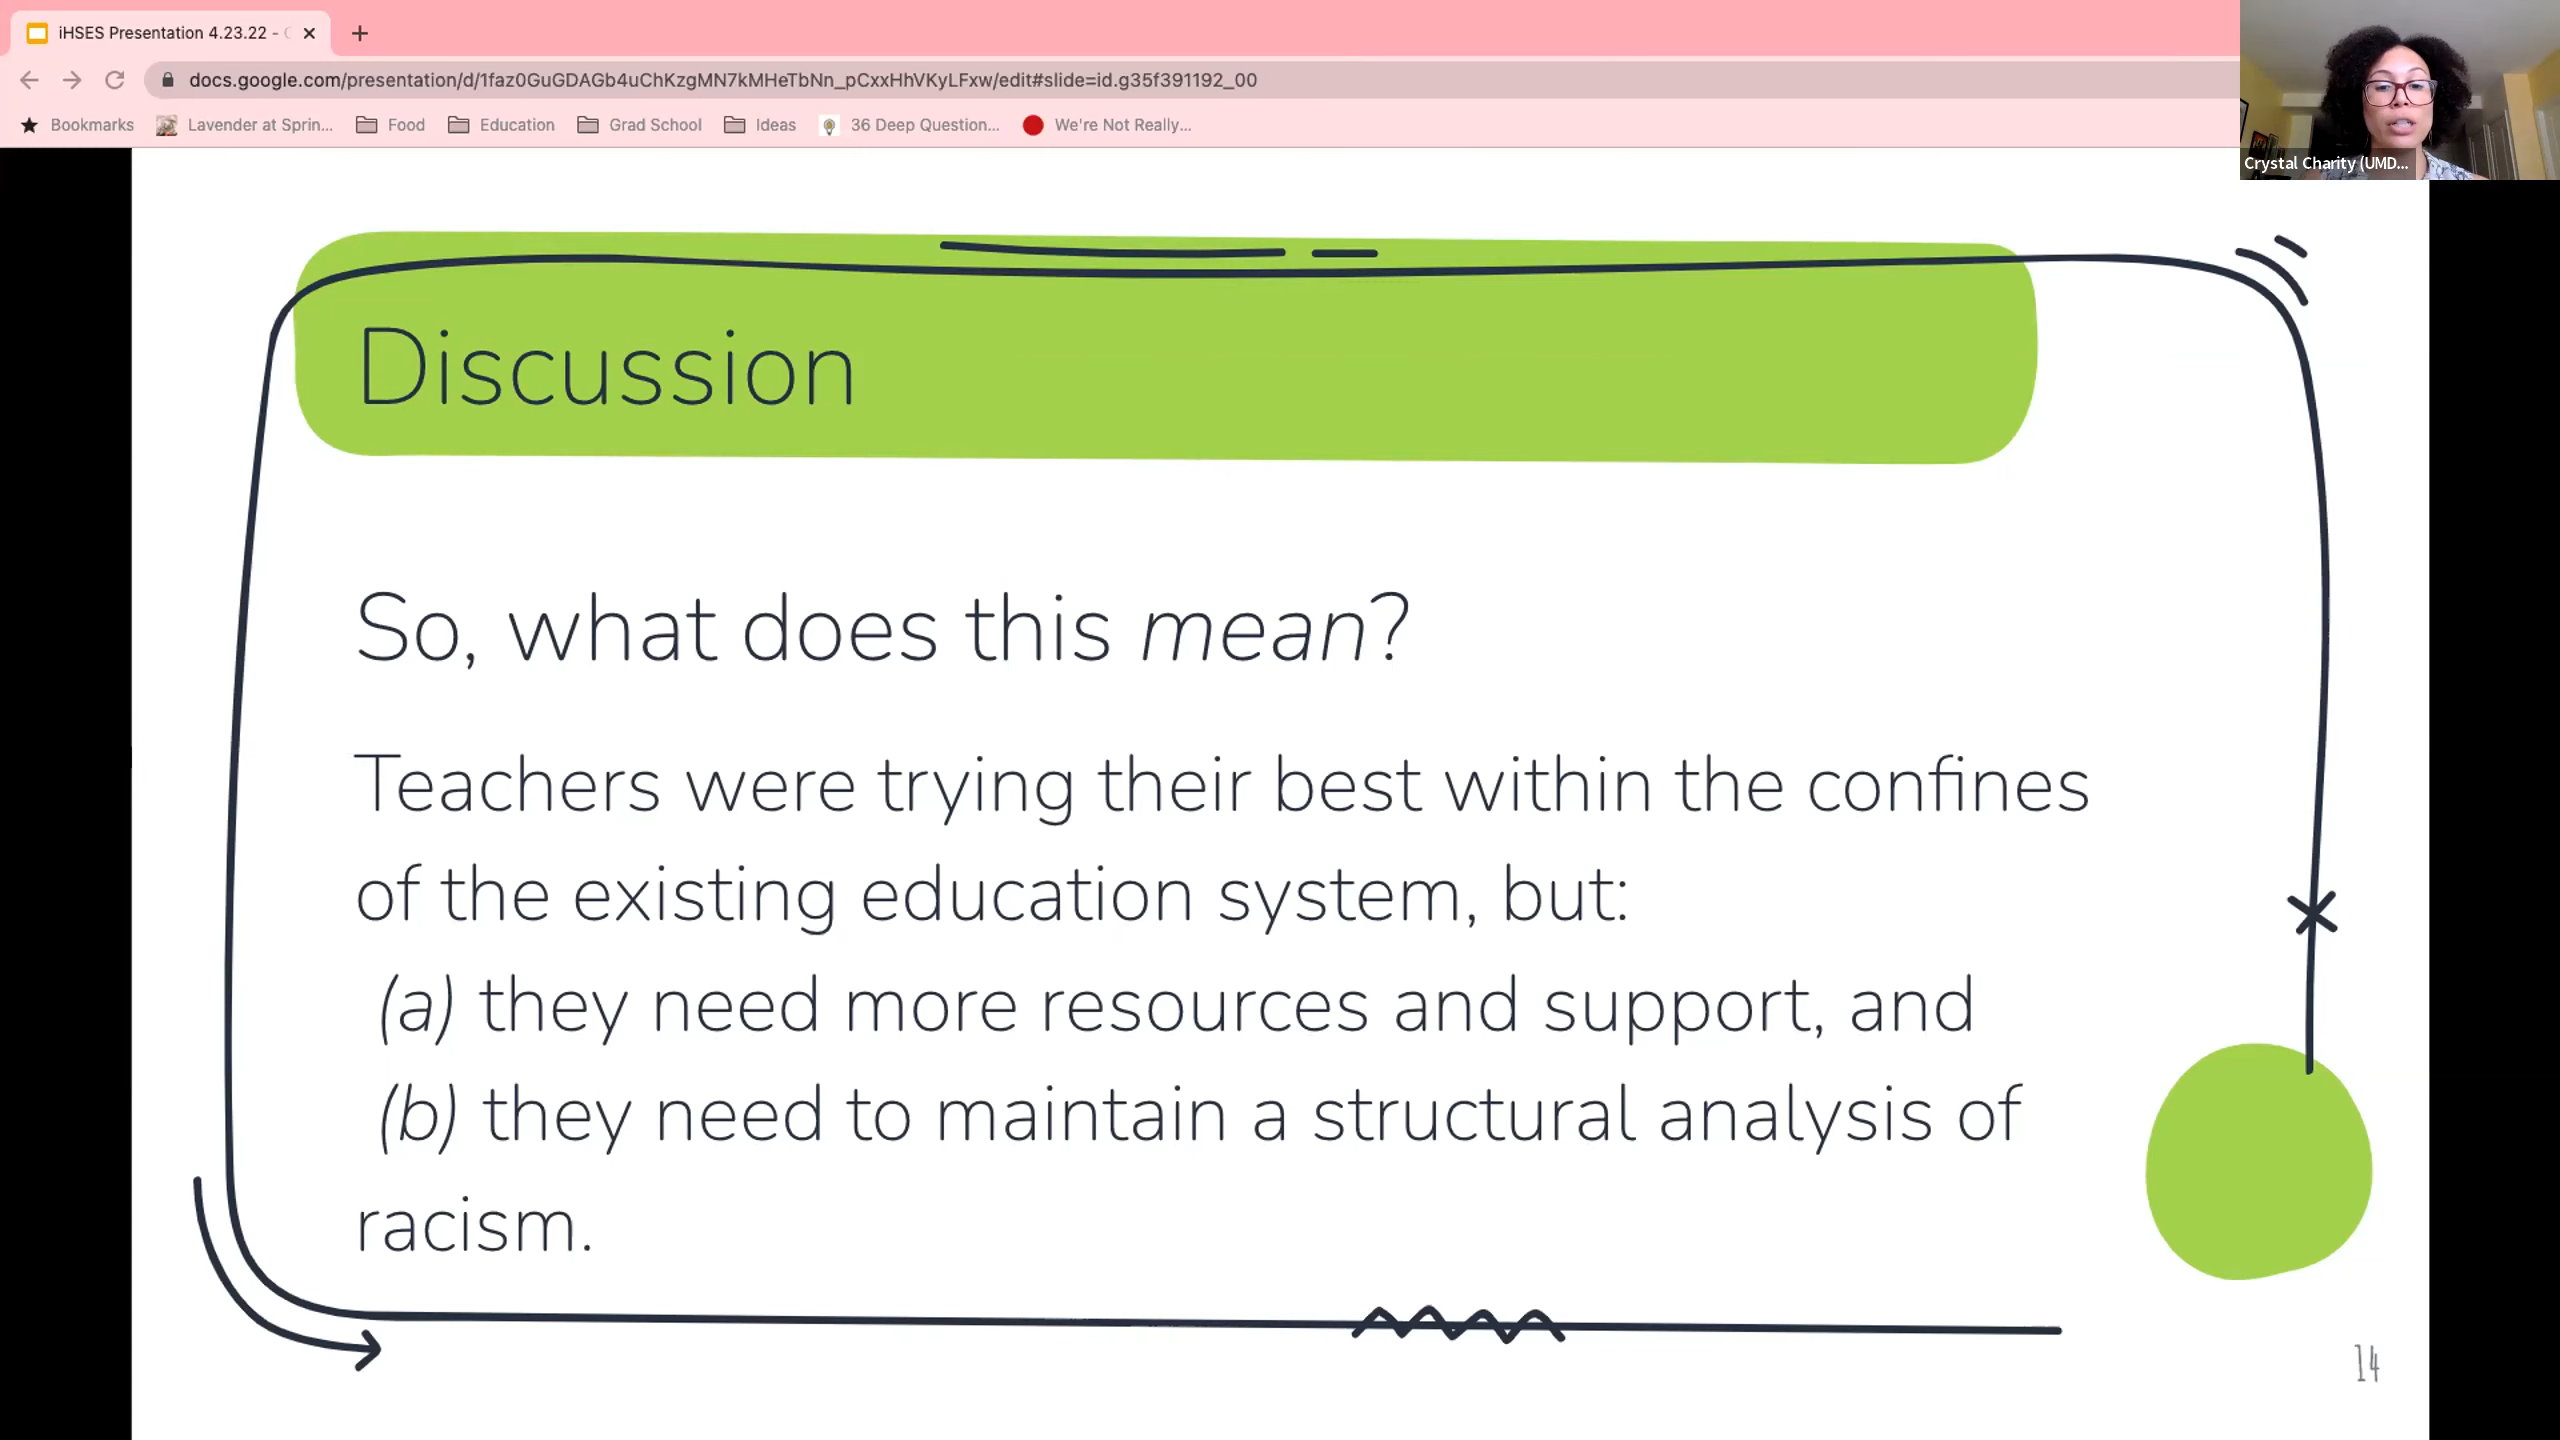 iHSES Presentation 4.23.22 -
docs.google.com/presentation/d/1faz0GuGDAGb4uChKzgMN7kMHeTbNn_pCxxHhVKyLFxw/edit#slide=id.g35f391192_00
Bookmarks Lavender at Sprin... Food Education Grad School Ideas 36 Deep Question... We're Not Really...
Crystal Charity (UMD...
Discussion
So, what does this mean?
Teachers were trying their best within the confines
of the existing education system, but:
(a) they need more resources and support, and
(b) they need to maintain a structural analysis of
racism.
14